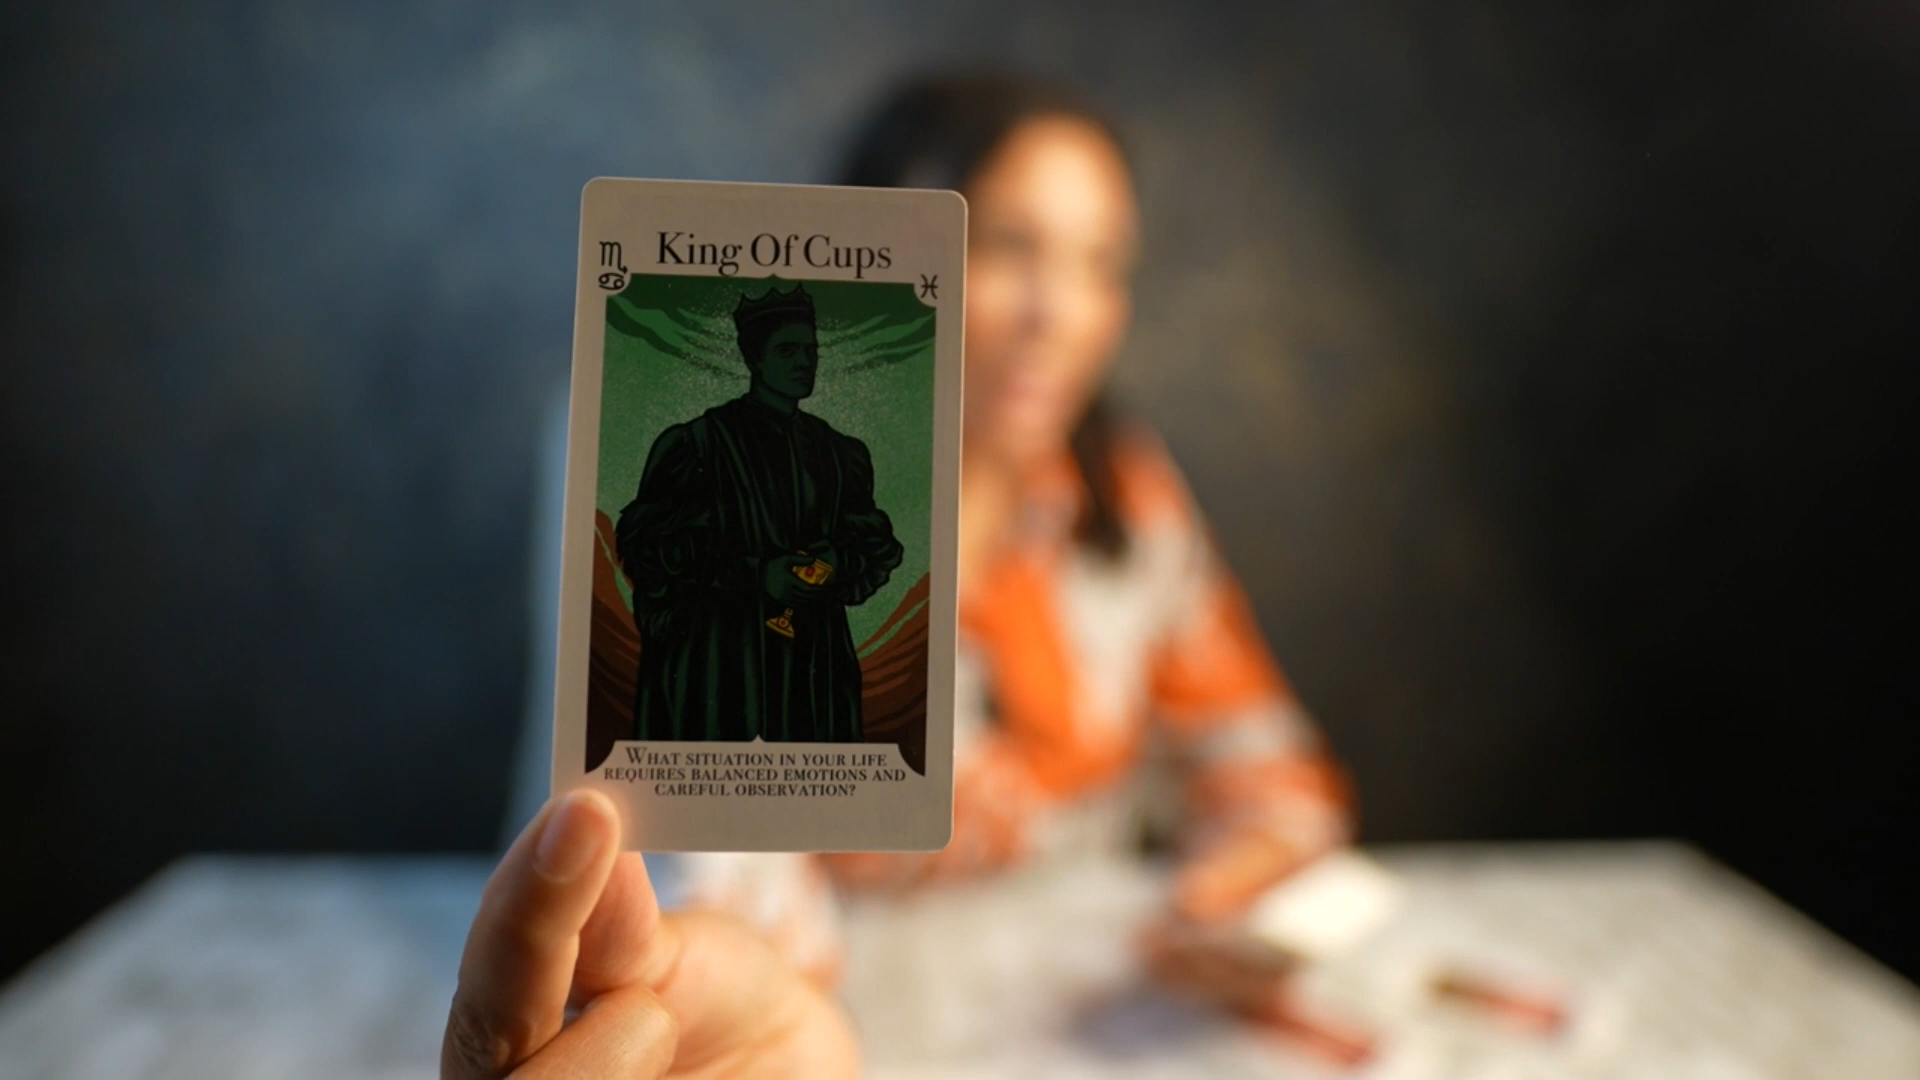 King Of Cups
♏
♋
♓
WHAT SITUATION IN YOUR LIFE
REQUIRES BALANCED EMOTIONS AND
CAREFUL OBSERVATION?